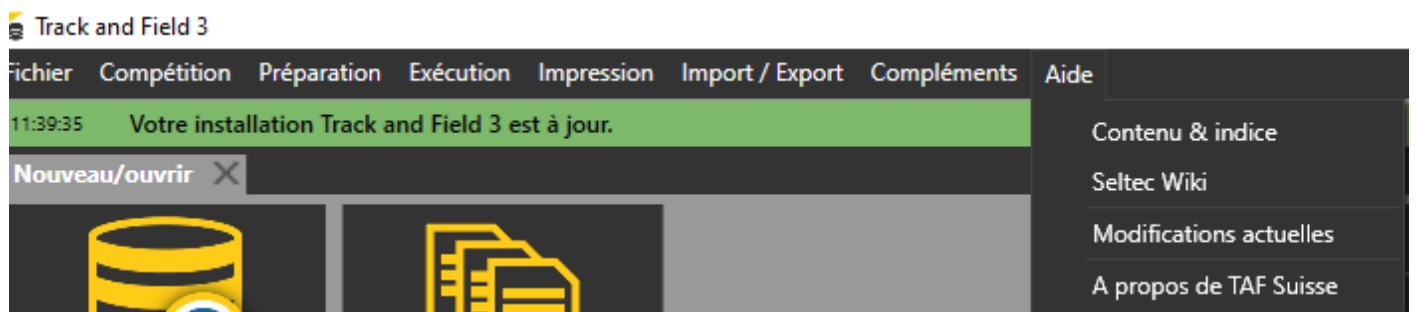 Track and Field 3
Fichier Compétition Préparation Exécution Impression Import / Export Compléments Aide
11:39:35 Votre installation Track and Field 3 est à jour.
Nouveau/ouvrir
Contenu & indice
Seltec Wiki
Modifications actuelles
A propos de TAF Suisse